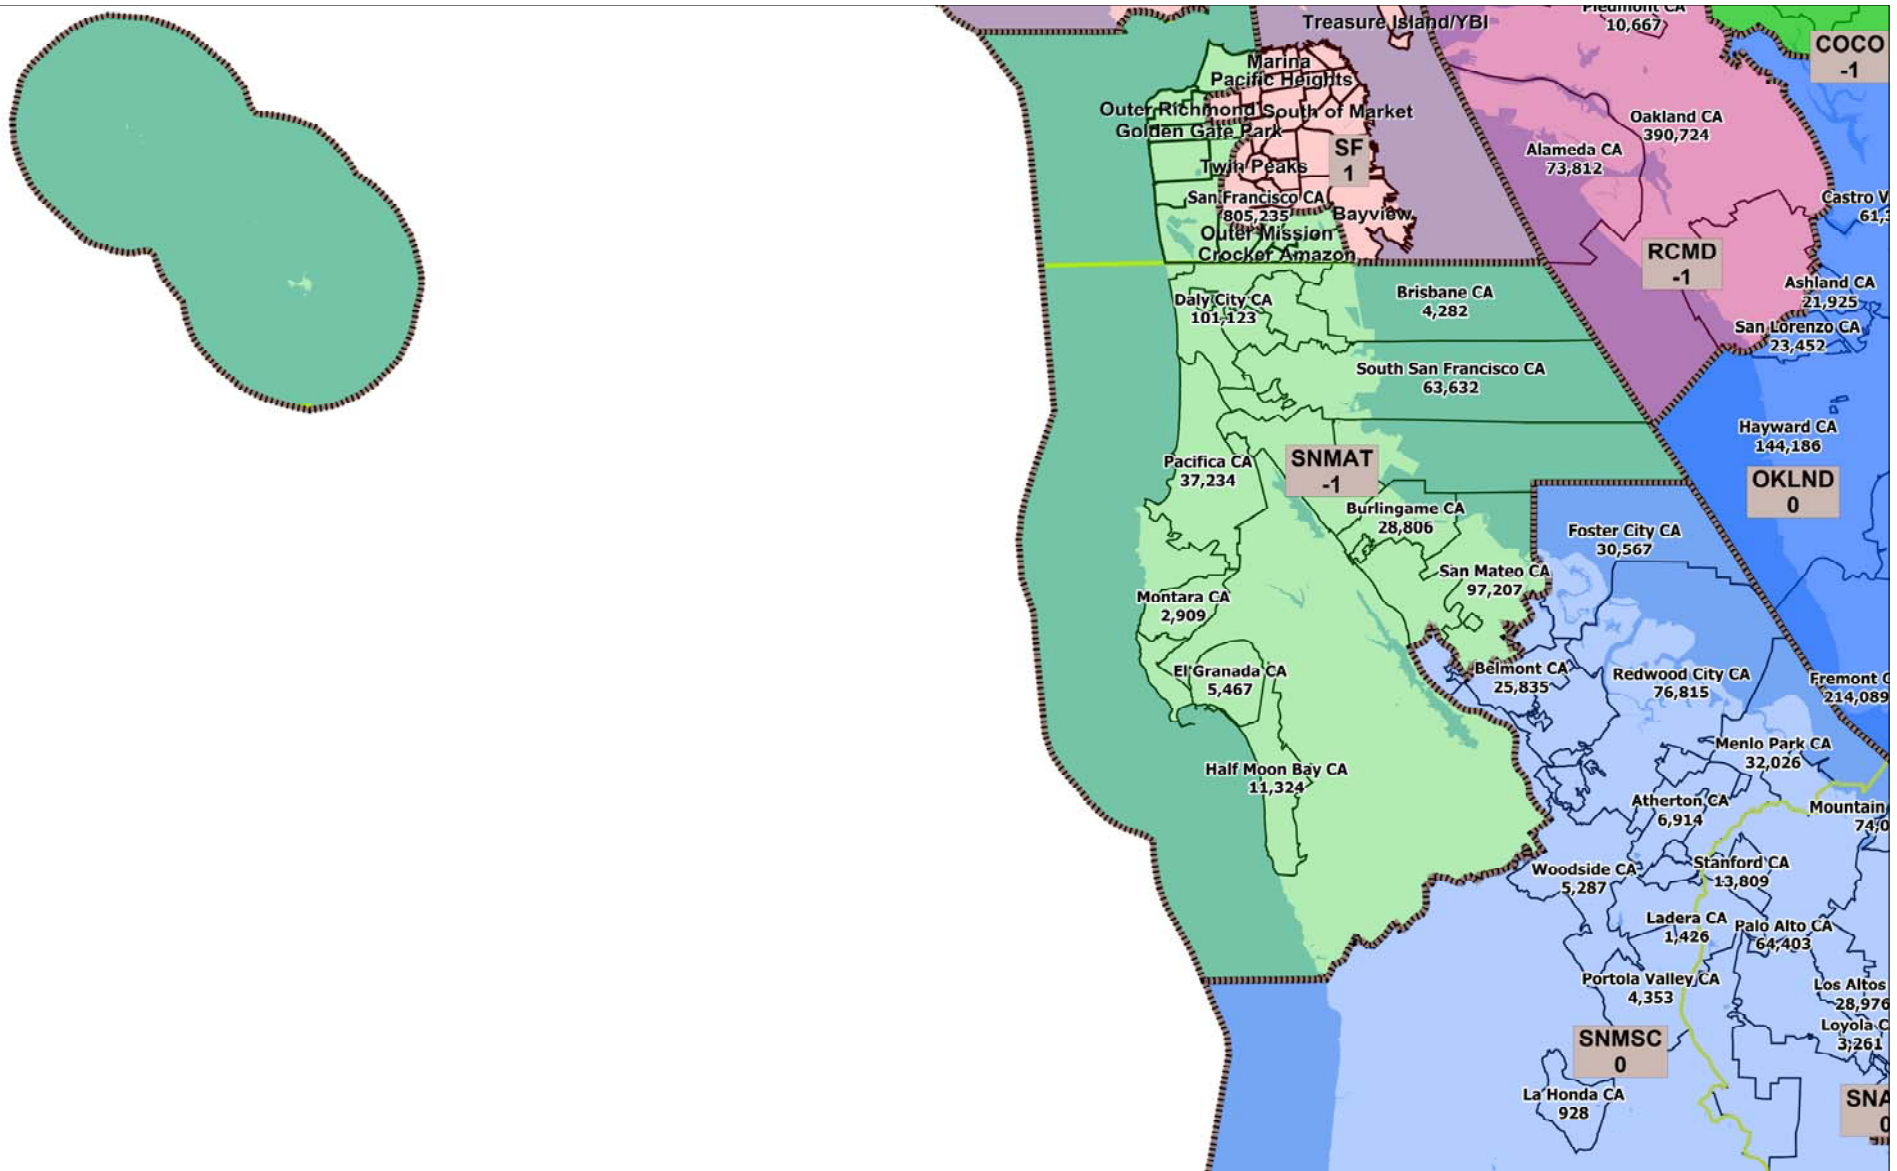 Piedmont CA
10,667
Treasure Island/YBI
COCO
-1
Marina
Pacific Heights
Outer Richmond
South of Market
Golden Gate Park
Oakland CA
390,724
Alameda CA
73,812
SF
1
Twin Peaks
San Francisco CA
805,235
Bayview
Castro V
61,
Outer Mission
Crocker Amazon
RCMD
-1
Ashland CA
21,925
San Lorenzo CA
23,452
Daly City CA
101,123
Brisbane CA
4,282
South San Francisco CA
63,632
Hayward CA
144,186
OKLND
0
Pacifica CA
37,234
SNMAT
-1
Burlingame CA
28,806
Foster City CA
30,567
San Mateo CA
97,207
Montara CA
2,909
El Granada CA
5,467
Belmont CA
25,835
Redwood City CA
76,815
Fremont C
214,089
Menlo Park CA
32,026
Half Moon Bay CA
11,324
Atherton CA
6,914
Mountain
74,0
Woodside CA
5,287
Stanford CA
13,809
Ladera CA
1,426
Palo Alto CA
64,403
Portola Valley CA
4,353
Los Altos
28,976
Loyola C
3,261
SNMSC
0
La Honda CA
928
SNA
0